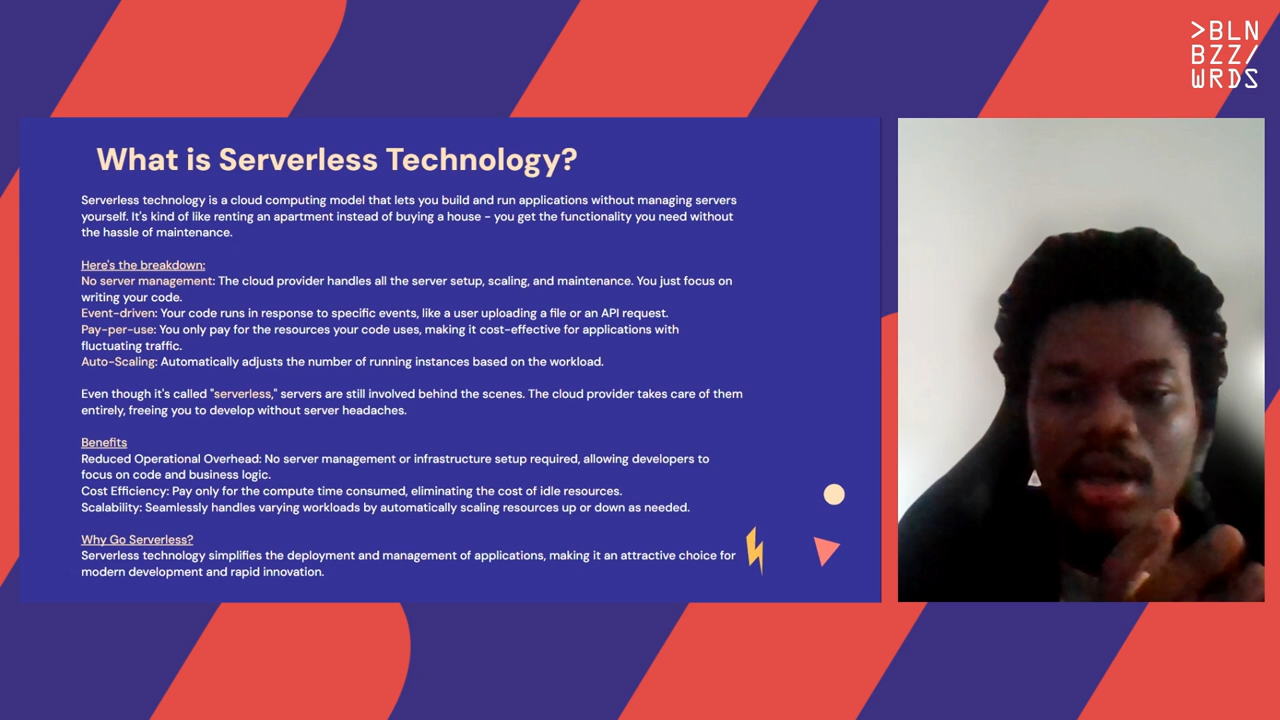 >BLN
BZZ/
WRDS
What is Serverless Technology?
Serverless technology is a cloud computing model that lets you build and run applications without managing servers
yourself. It's kind of like renting an apartment instead of buying a house - you get the functionality you need without
the hassle of maintenance.
Here's the breakdown:
No server management: The cloud provider handles all the server setup, scaling, and maintenance. You just focus on
writing your code.
Event-driven: Your code runs in response to specific events, like a user uploading a file or an API request.
Pay-per-use: You only pay for the resources your code uses, making it cost-effective for applications with
fluctuating traffic.
Auto-Scaling: Automatically adjusts the number of running instances based on the workload.
Even though it's called "serverless," servers are still involved behind the scenes. The cloud provider takes care of them
entirely, freeing you to develop without server headaches.
Benefits
Reduced Operational Overhead: No server management or infrastructure setup required, allowing developers to
focus on code and business logic.
Cost Efficiency: Pay only for the compute time consumed, eliminating the cost of idle resources.
Scalability: Seamlessly handles varying workloads by automatically scaling resources up or down as needed.
Why Go Serverless?
Serverless technology simplifies the deployment and management of applications, making it an attractive choice for
modern development and rapid innovation.